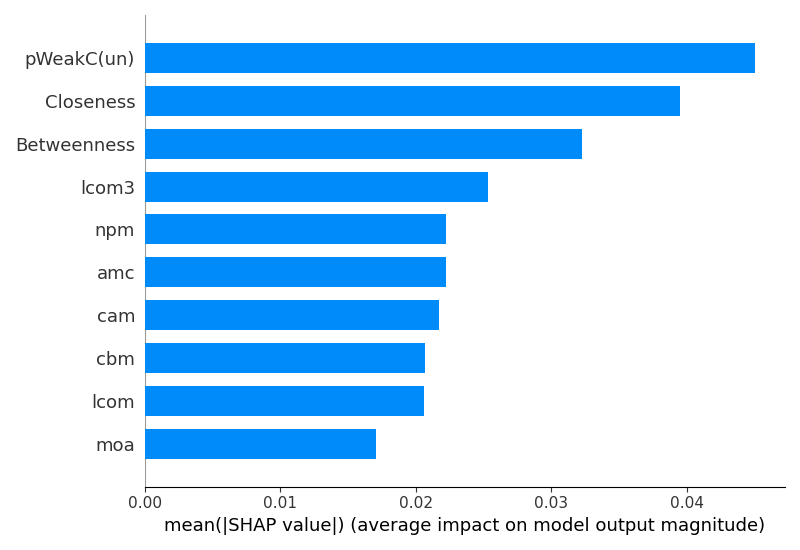 pWeakC(un)
Closeness
Betweenness
lcom3
npm
amc
cam
cbm
lcom
moa
0.00 0.01 0.02 0.03 0.04
mean(|SHAP value|) (average impact on model output magnitude)